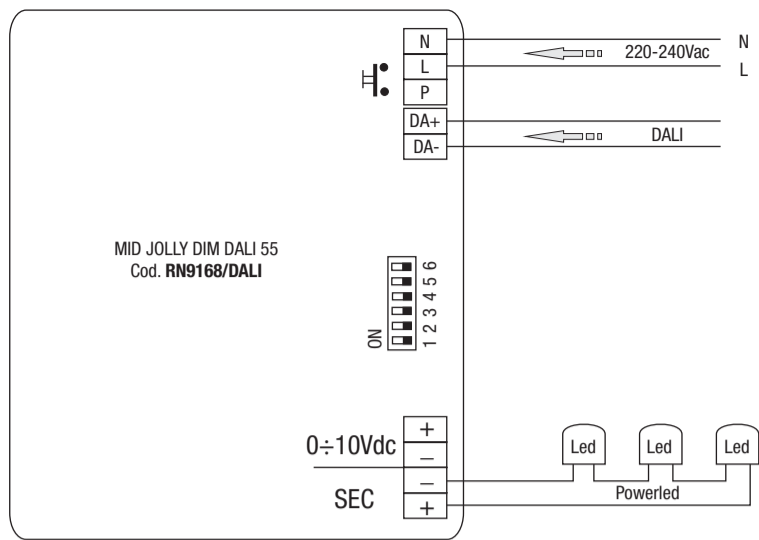 N
L
P
DA+
DA-
220-240Vac
N
L
DALI
MID JOLLY DIM DALI 55
Cod. RN9168/DALI
ON
1 2 3 4 5 6
0÷10Vdc
+
–
SEC
–
+
Led
Led
Led
Powerled